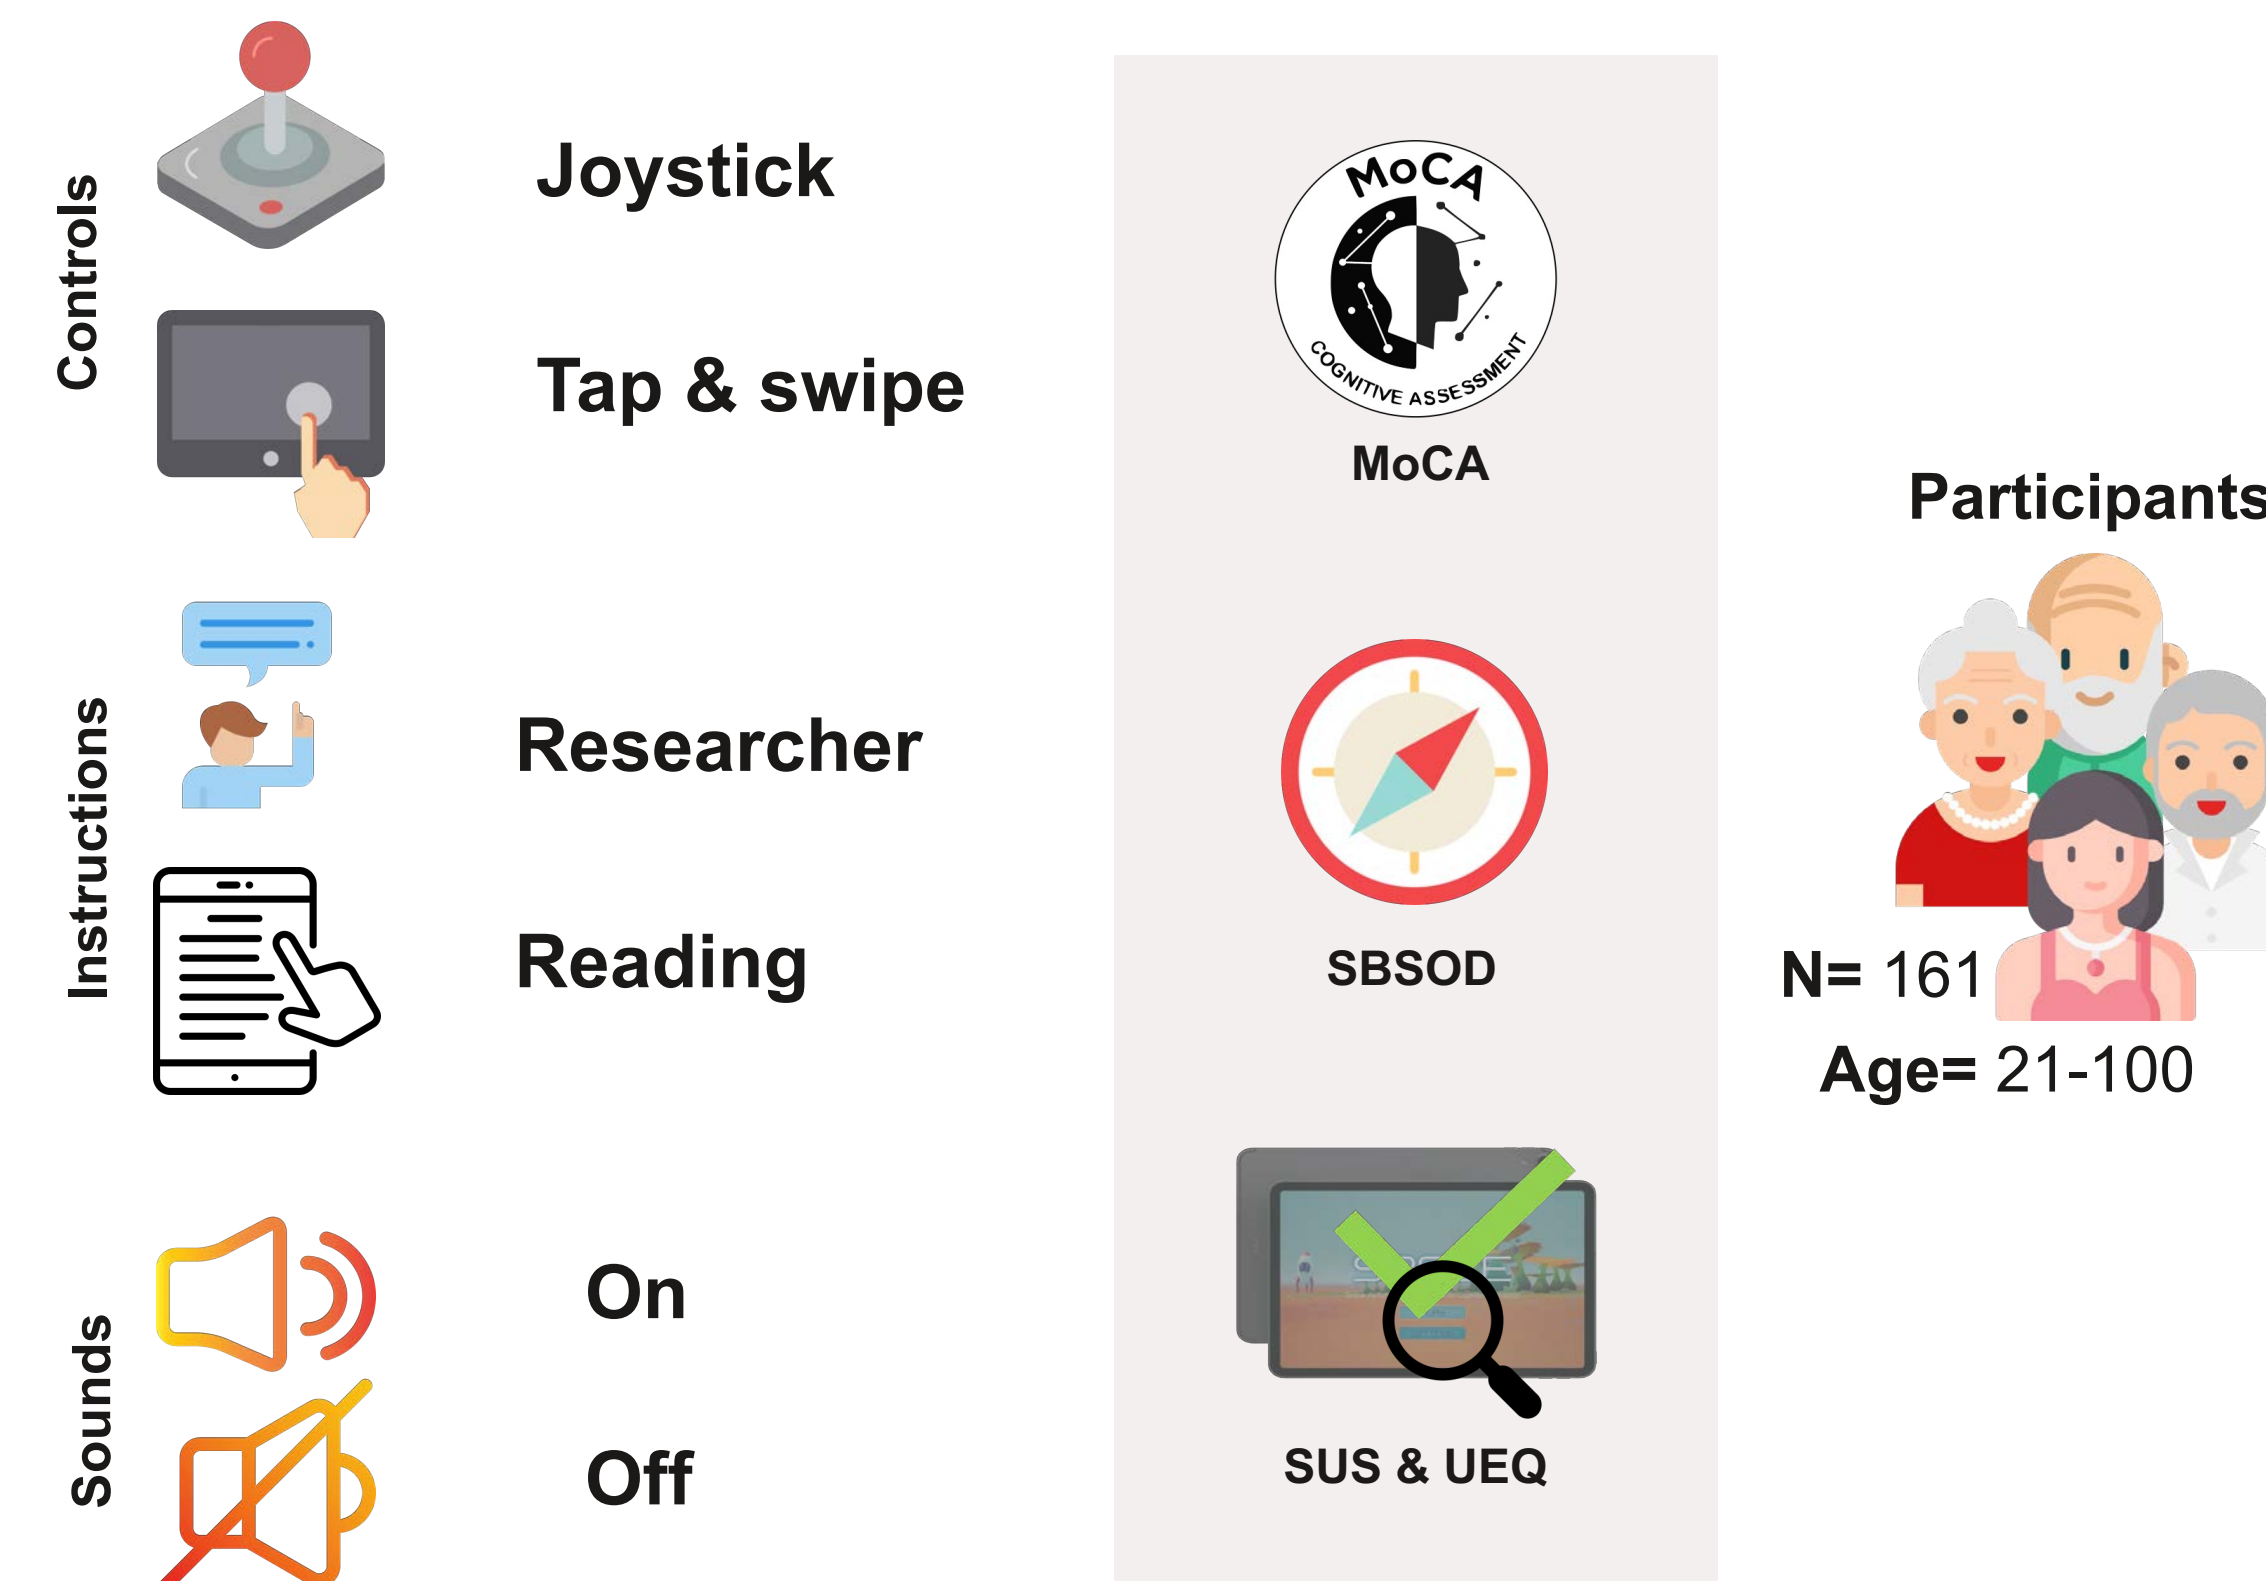 Controls
Joystick
Tap & swipe
Instructions
Researcher
Reading
Sounds
On
Off
MoCA
COGNITIVE ASSESSMENT
MoCA
SBSOD
SUS & UEQ
Participants
N= 161
Age= 21-100